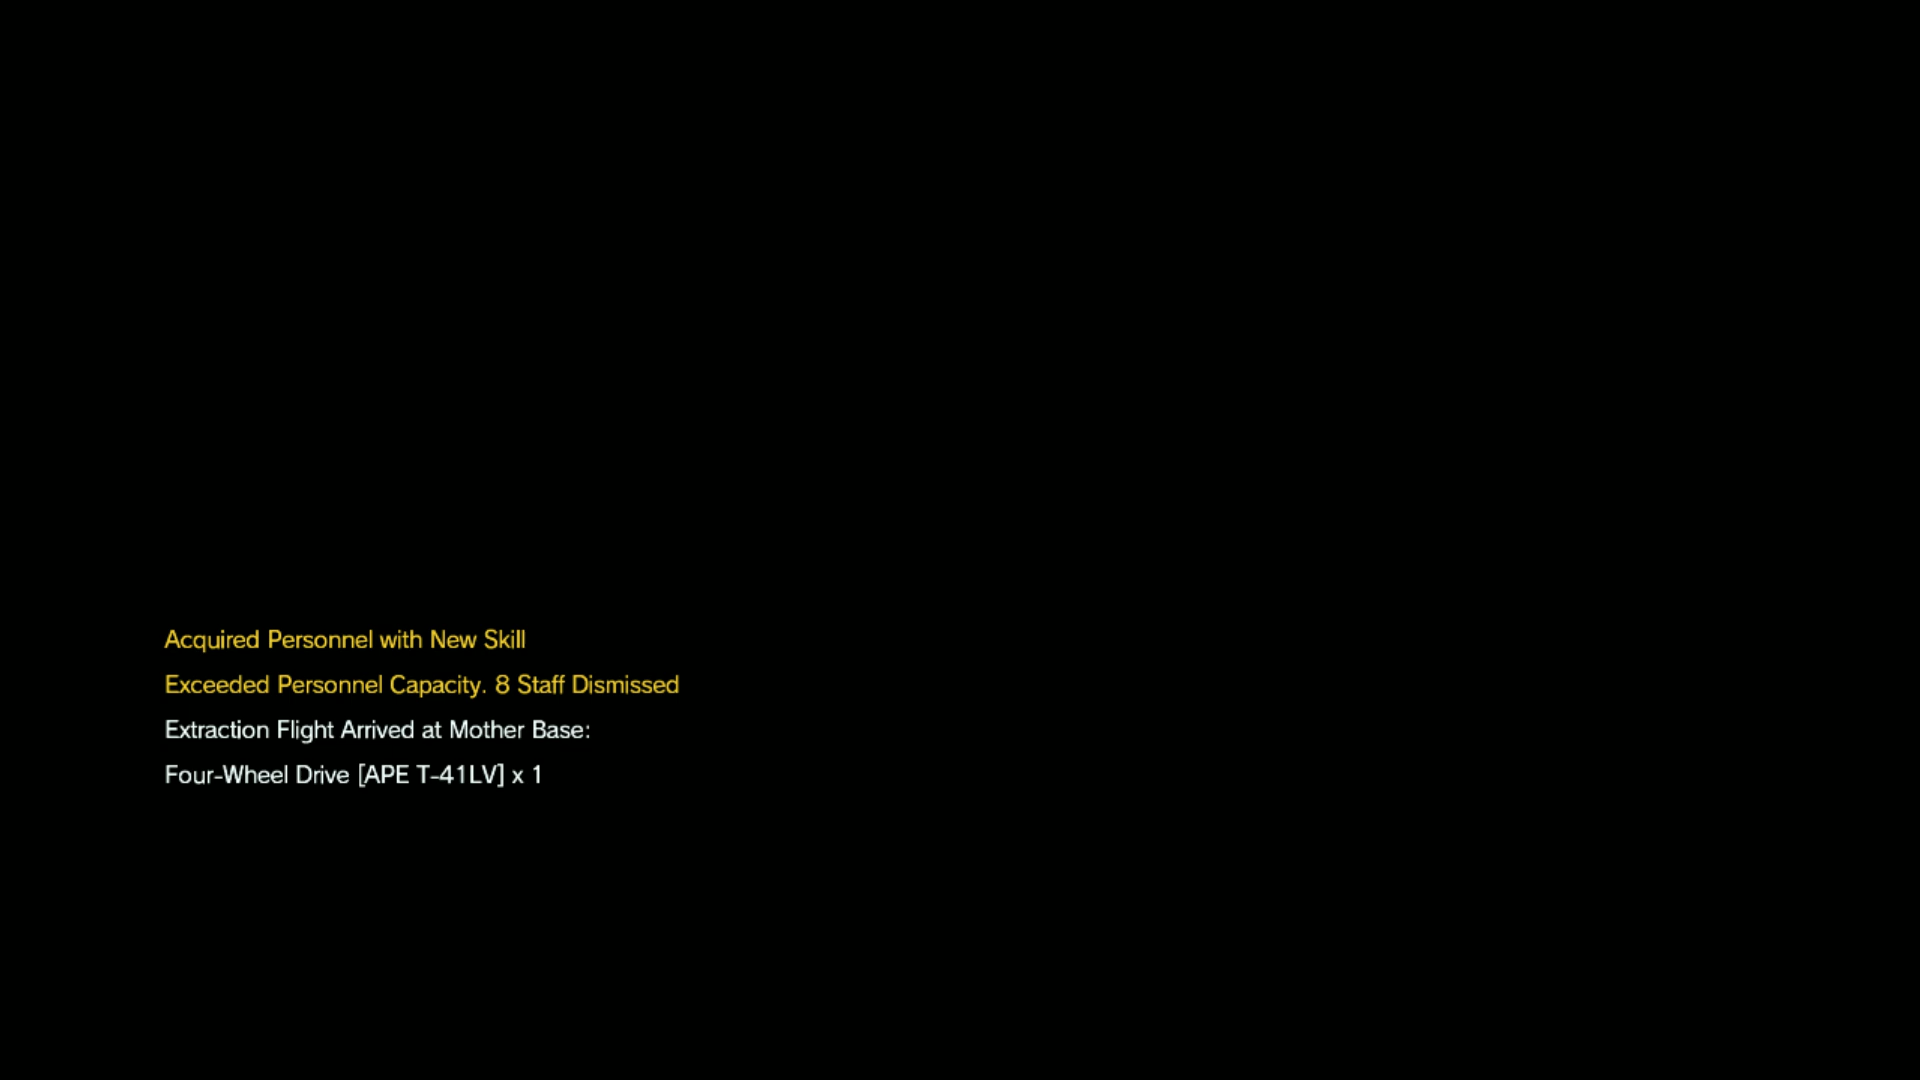 Acquired Personnel with New Skill
Exceeded Personnel Capacity. 8 Staff Dismissed
Extraction Flight Arrived at Mother Base:
Four-Wheel Drive [APE T-41LV] x 1